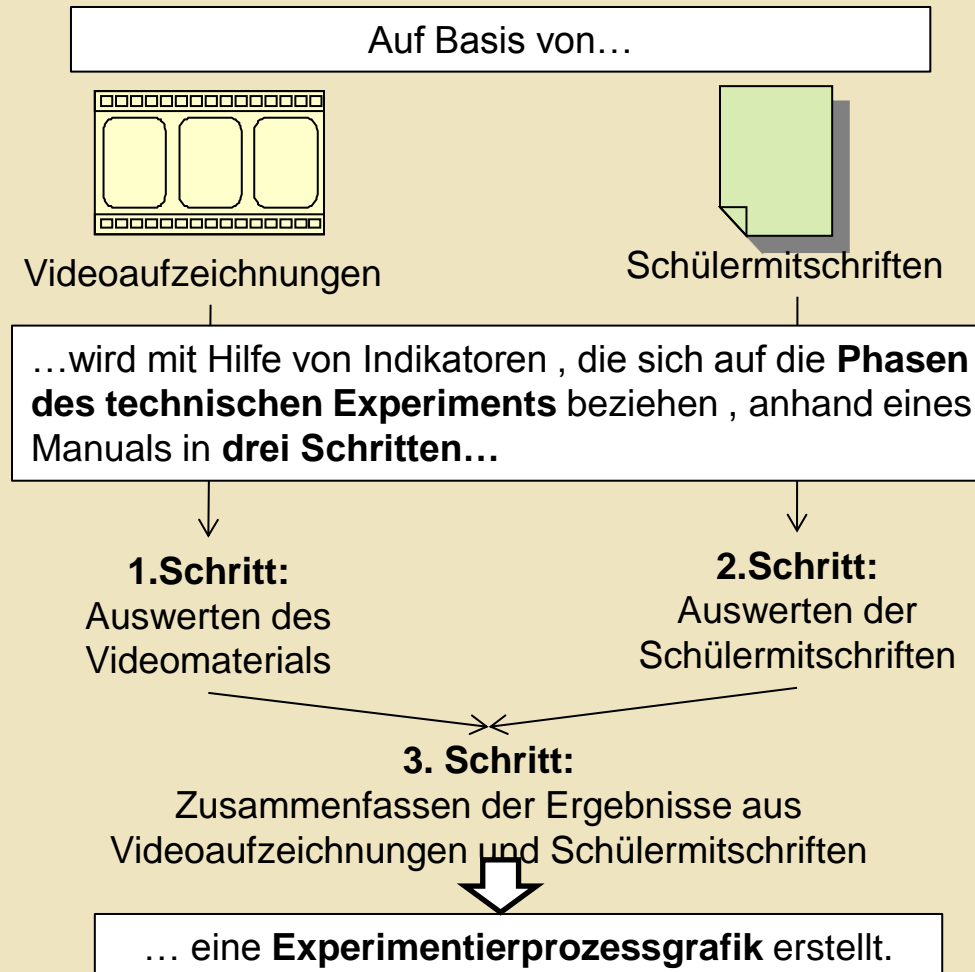 Auf Basis von…
Videoaufzeichnungen
Schülermitschriften
…wird mit Hilfe von Indikatoren , die sich auf die Phasen
des technischen Experiments beziehen , anhand eines
Manuals in drei Schritten…
1.Schritt:
Auswerten des
Videomaterials
2.Schritt:
Auswerten der
Schülermitschriften
3. Schritt:
Zusammenfassen der Ergebnisse aus
Videoaufzeichnungen und Schülermitschriften
… eine Experimentierprozessgrafik erstellt.